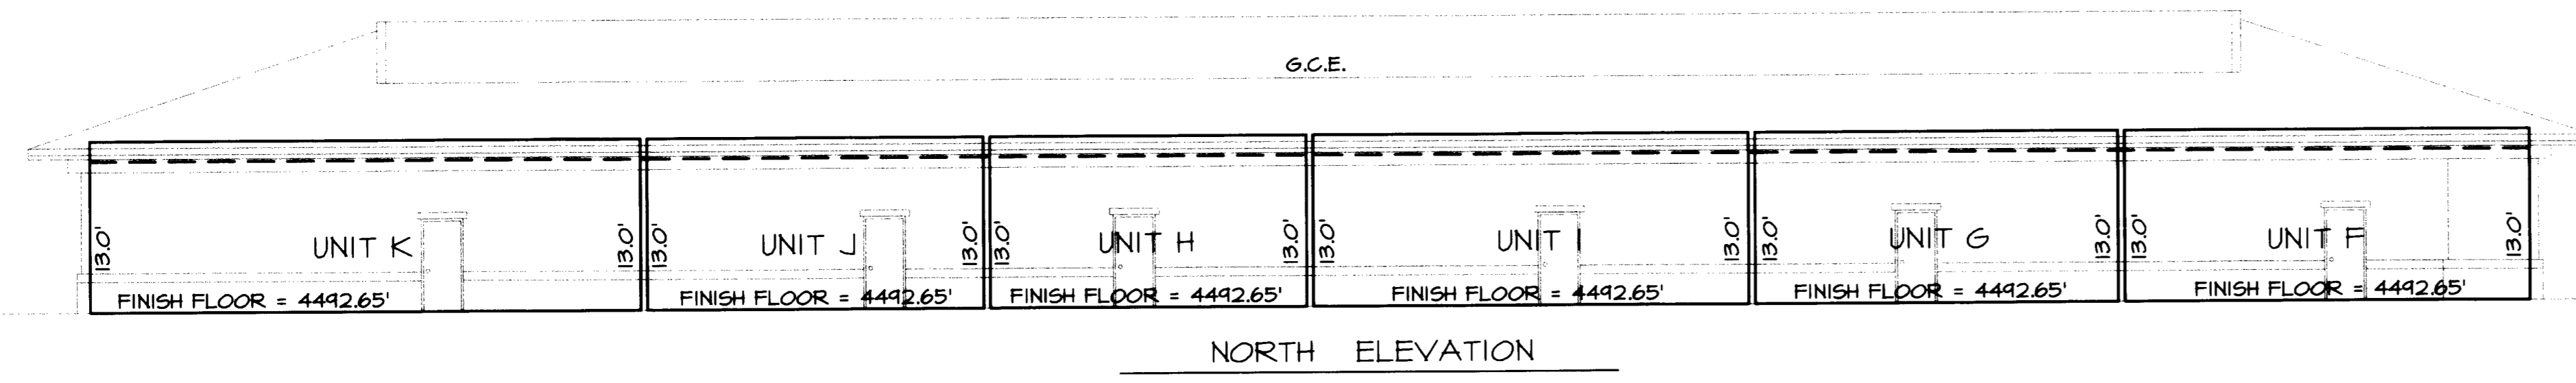 G.C.E.
13.0' UNIT K 13.0' 13.0' UNIT J 13.0' 13.0' UNIT H 13.0' 13.0' UNIT I 13.0' 13.0' UNIT G 13.0' 13.0' UNIT F 13.0'
FINISH FLOOR = 4492.65' FINISH FLOOR = 4492.65' FINISH FLOOR = 4492.65' FINISH FLOOR = 4492.65' FINISH FLOOR = 4492.65' FINISH FLOOR = 4492.65'
NORTH ELEVATION